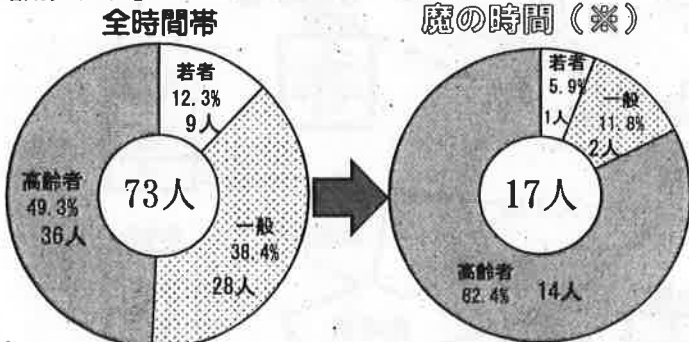 全時間帯
若者
12.3%
9人
高齢者
49.3%
36人
73人
一般
38.4%
28人
魔の時間(※)
若者
5.9%
1人
一般
11.8%
2人
17人
高齢者
82.4%
14人